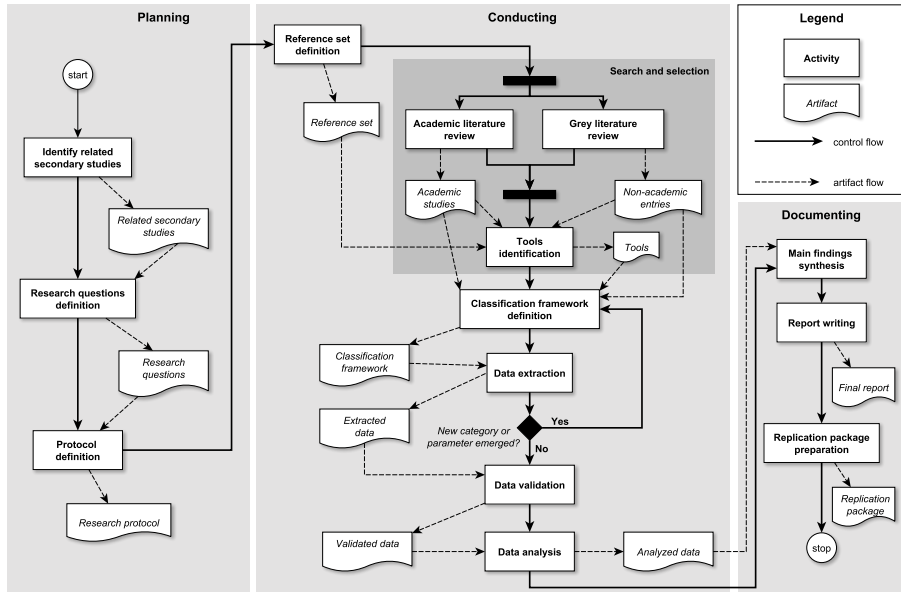 Planning
start
Identify related
secondary studies
Related secondary
studies
Research questions
definition
Research
questions
Protocol
definition
Research protocol
Conducting
Reference set
definition
Reference set
Search and selection
Academic literature
review
Grey literature
review
Academic
studies
Non-academic
entries
Tools
identification
Tools
Classification framework
definition
Classification
framework
Data extraction
Extracted
data
New category or
parameter emerged?
Yes
No
Data validation
Validated data
Data analysis
Analyzed data
Legend
Activity
Artifact
control flow
artifact flow
Documenting
Main findings
synthesis
Report writing
Final report
Replication package
preparation
Replication
package
stop